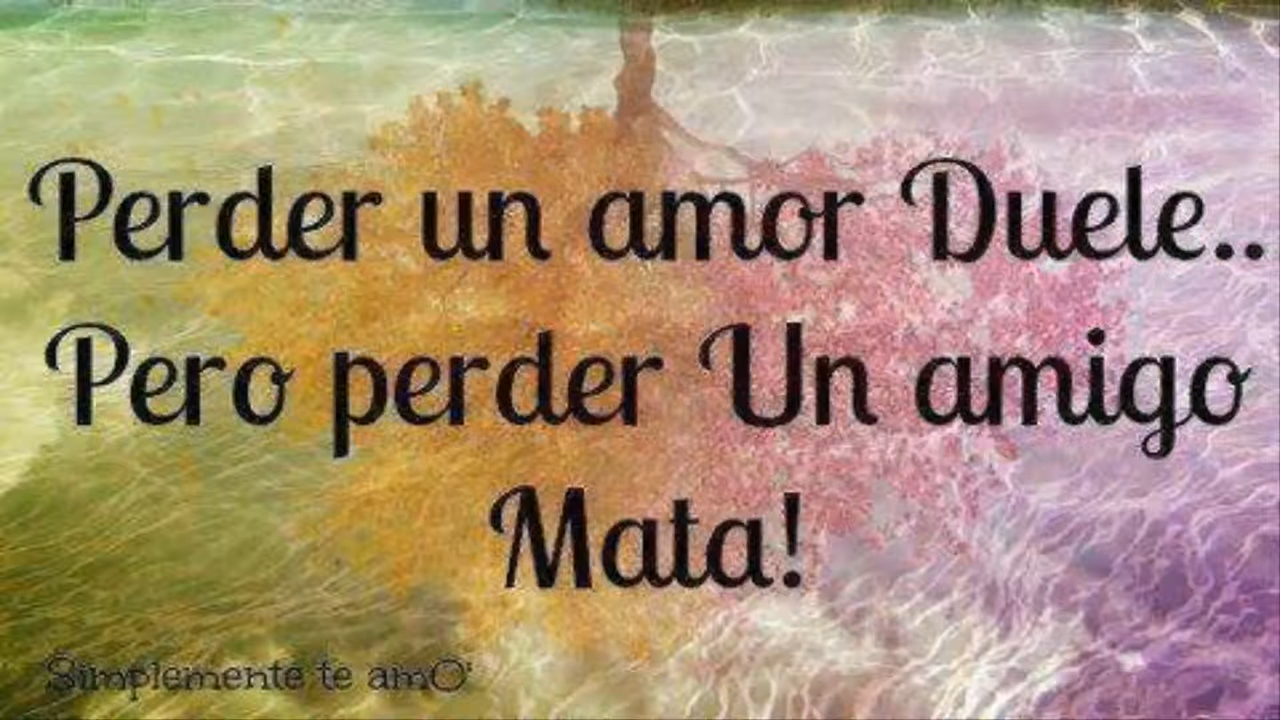 Perder un amor Duele..
Pero perder Un amigo
Mata!
Simplemente te amO'